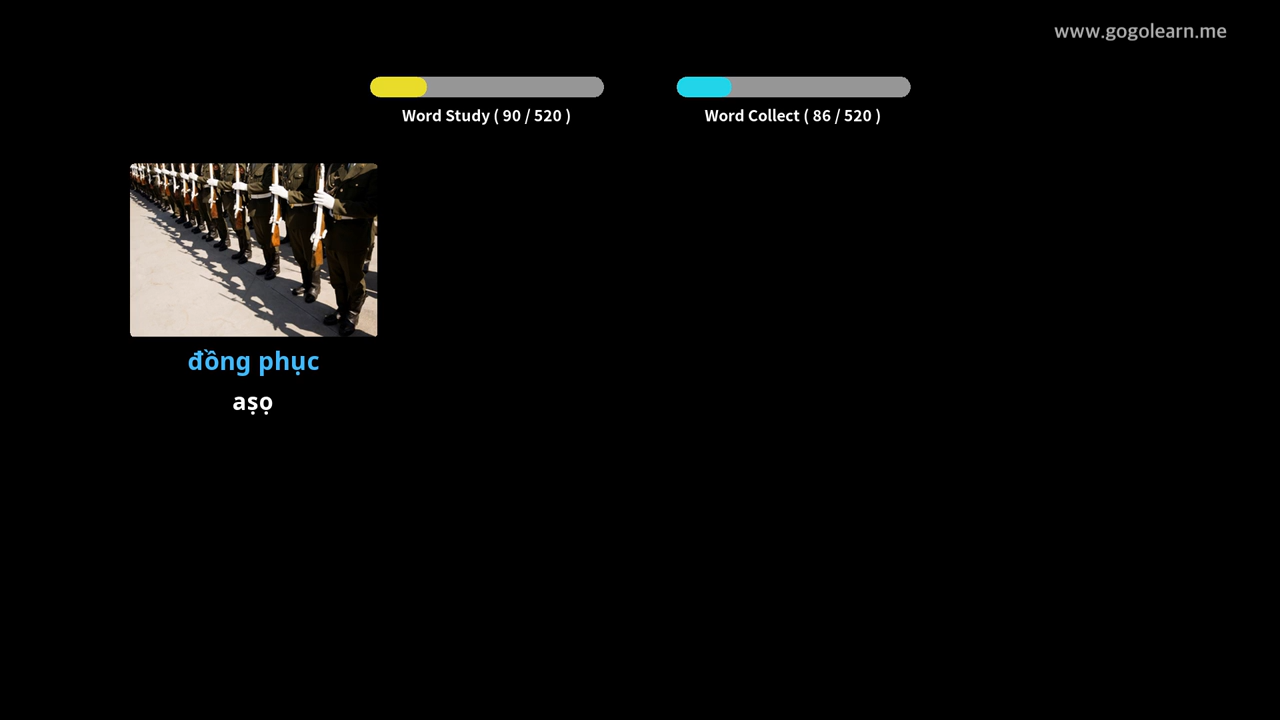 www.gogolearn.me
Word Study ( 90 / 520 )
Word Collect ( 86 / 520 )
đồng phục
aṣọ